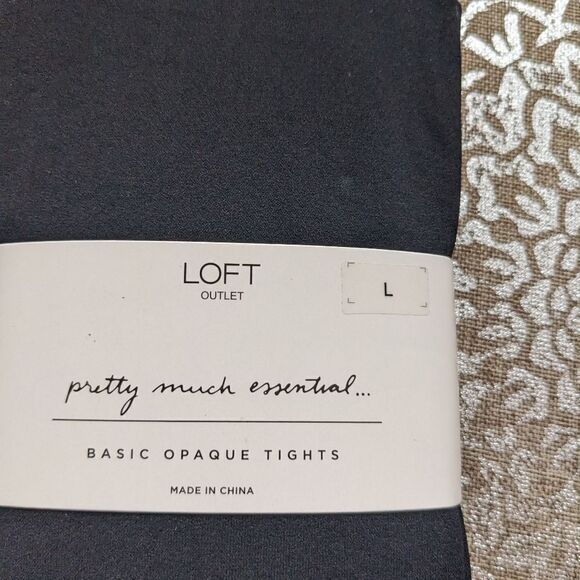 LOFT
OUTLET
L
pretty much essential...
BASIC OPAQUE TIGHTS
MADE IN CHINA